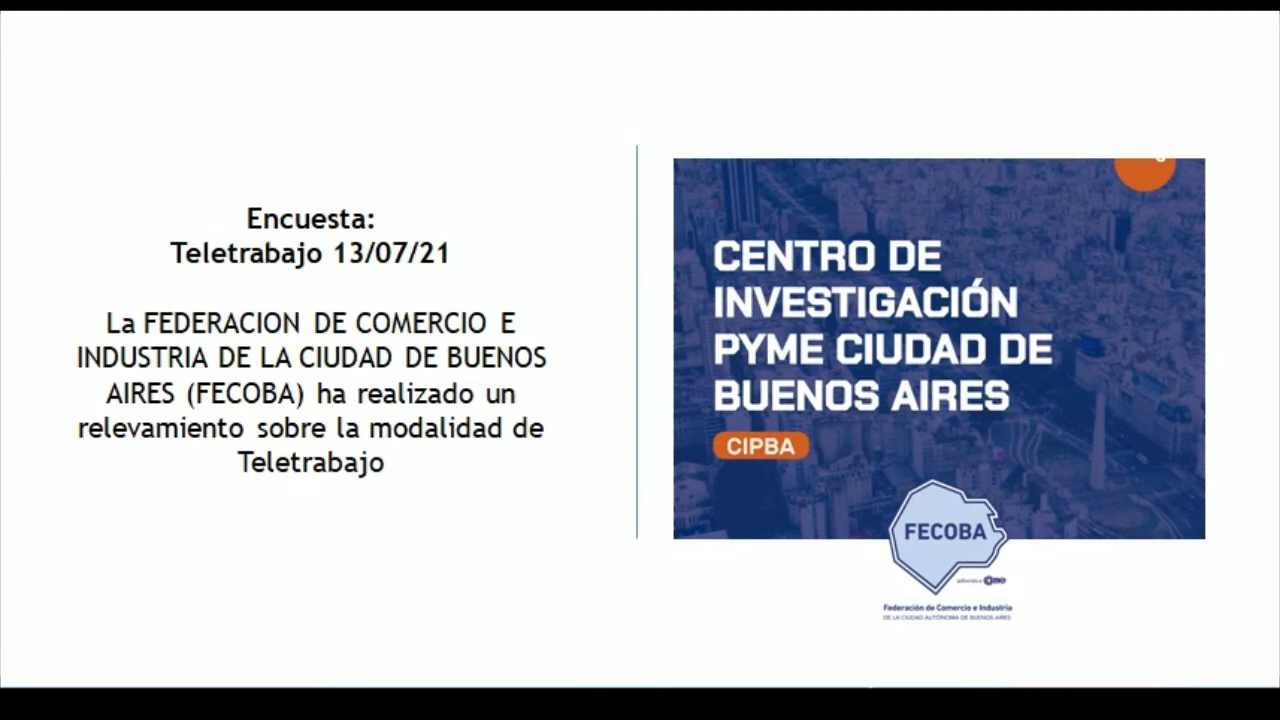 Encuesta:
Teletrabajo 13/07/21
La FEDERACION DE COMERCIO E
INDUSTRIA DE LA CIUDAD DE BUENOS
AIRES (FECOBA) ha realizado un
relevamiento sobre la modalidad de
Teletrabajo
CENTRO DE
INVESTIGACIÓN
PYME CIUDAD DE
BUENOS AIRES
CIPBA
FECOBA
adherida a came
Federación de Comercio e Industria
DE LA CIUDAD AUTÓNOMA DE BUENOS AIRES